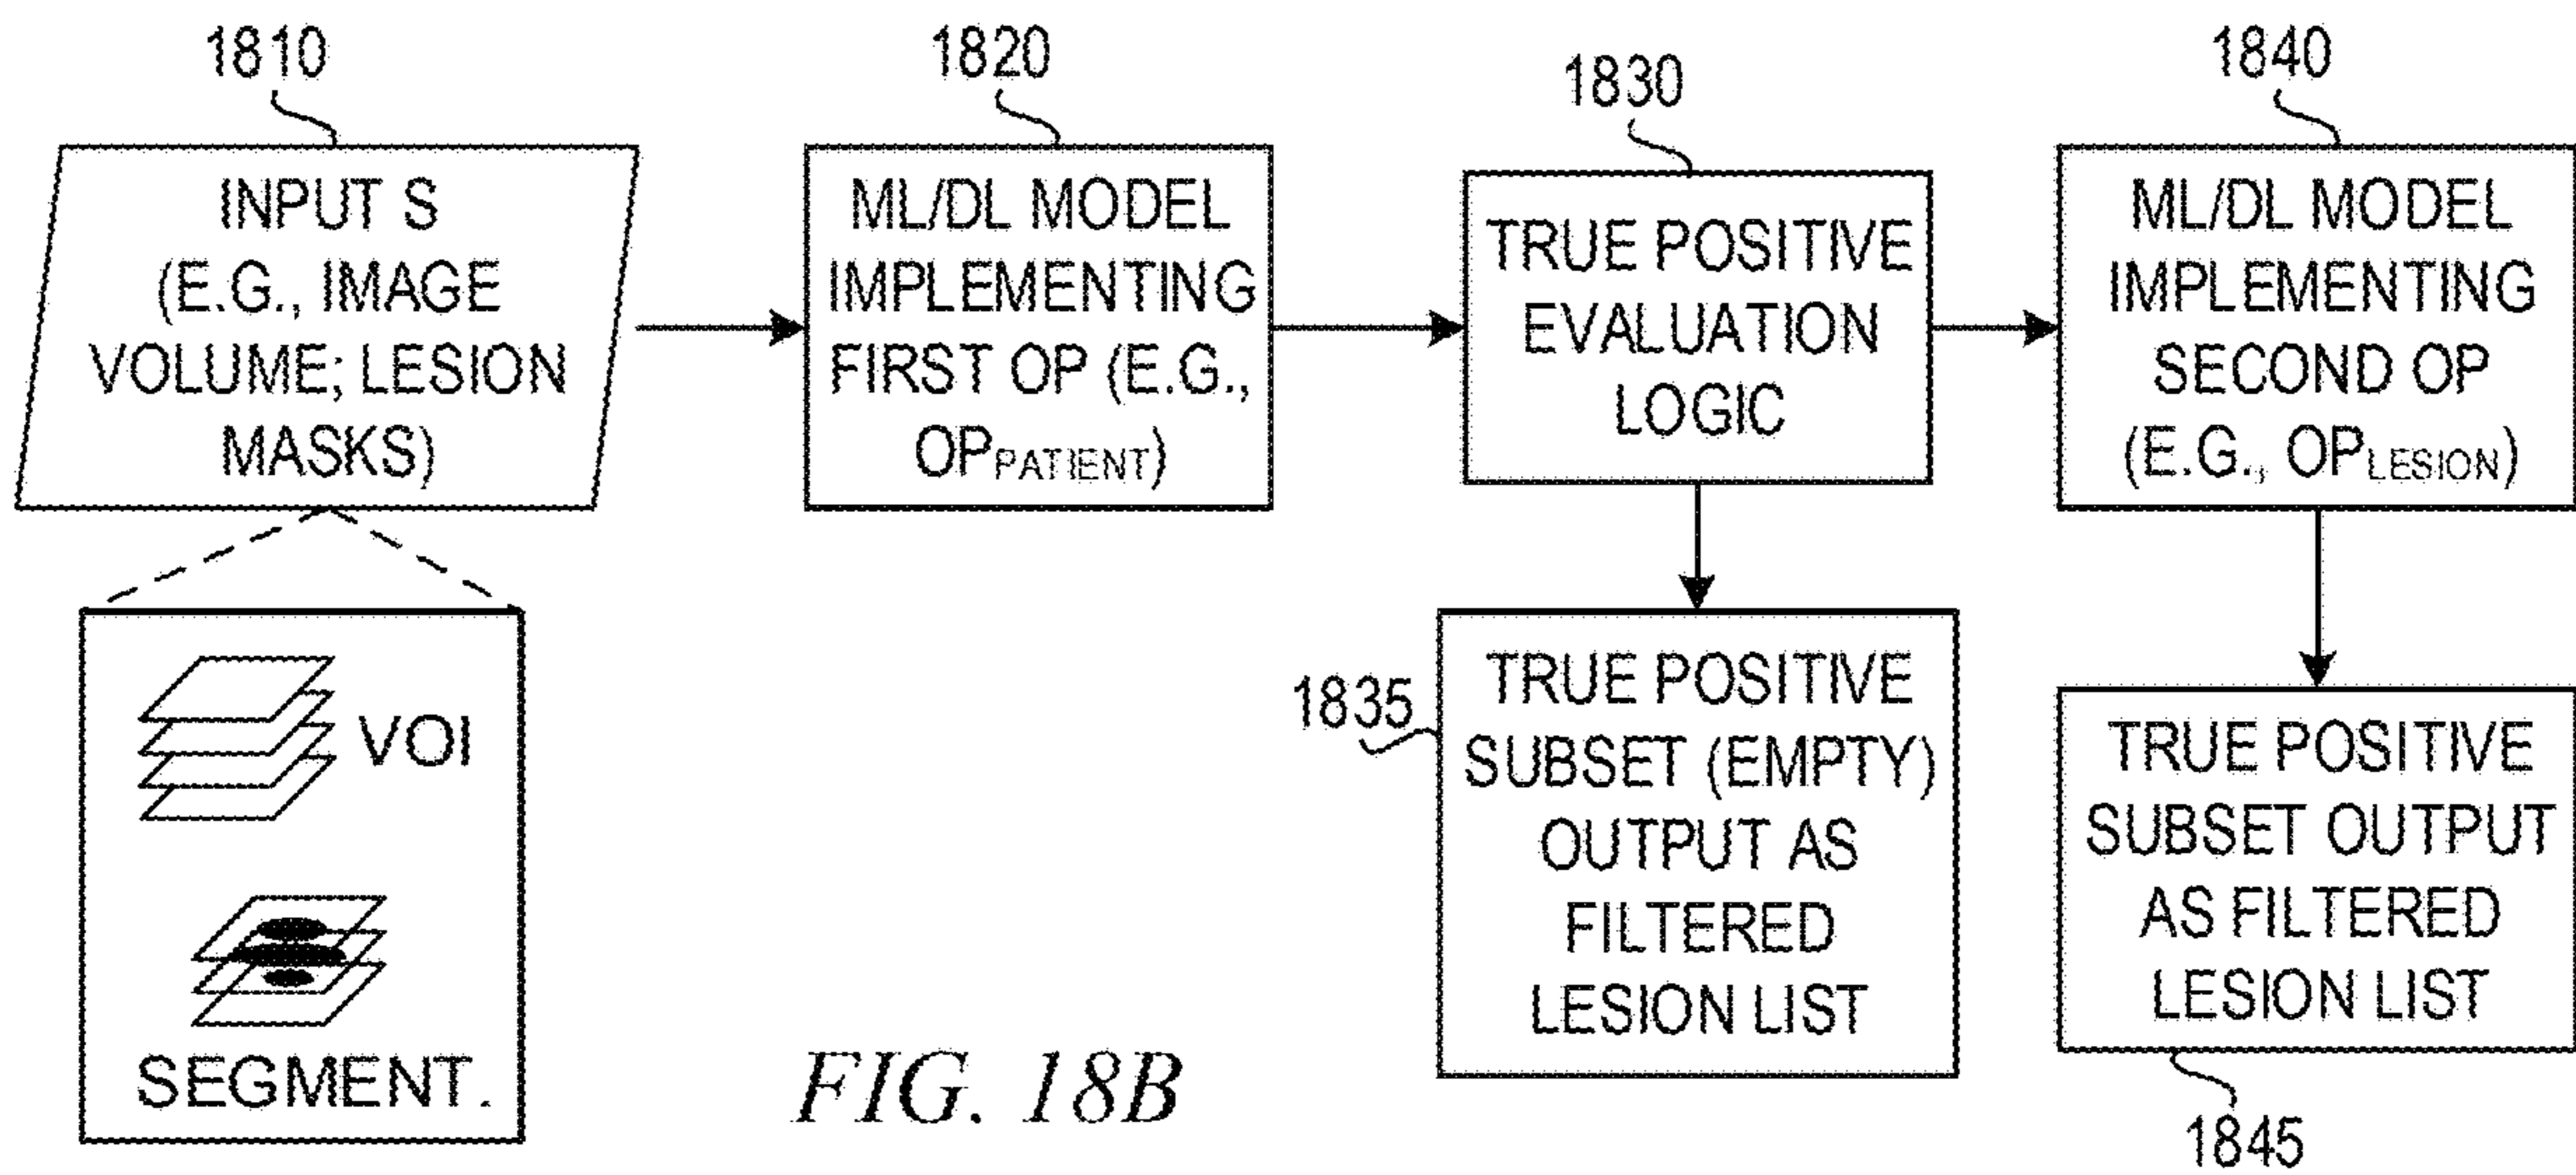 1810
1820
1830
1840
INPUT S
(E.G., IMAGE
VOLUME; LESION
MASKS)
ML/DL MODEL
IMPLEMENTING
FIRST OP (E.G.,
OPPATIENT)
TRUE POSITIVE
EVALUATION
LOGIC
ML/DL MODEL
IMPLEMENTING
SECOND OP
(E.G., OPLESION)
VOI
SEGMENT.
1835
TRUE POSITIVE
SUBSET (EMPTY)
OUTPUT AS
FILTERED
LESION LIST
TRUE POSITIVE
SUBSET OUTPUT
AS FILTERED
LESION LIST
1845
FIG. 18B